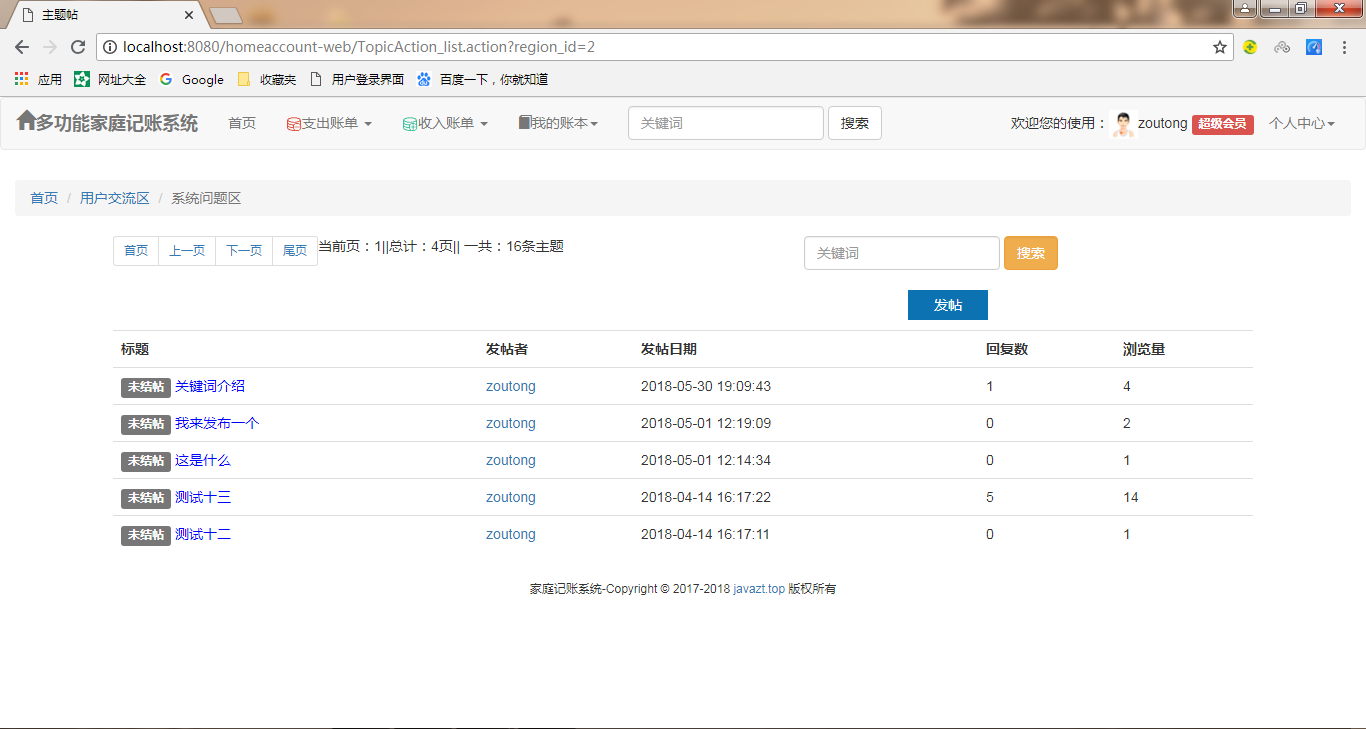 主题帖
localhost:8080/homeaccount-web/TopicAction_list.action?region_id=2
应用 网址大全 Google 收藏夹 用户登录界面 百度一下，你就知道
多功能家庭记账系统 首页 支出账单 收入账单 我的账本 关键词 搜索 欢迎您的使用： zoutong 超级会员 个人中心
首页 / 用户交流区 / 系统问题区
首页 上一页 下一页 尾页 当前页：1||总计：4页|| 一共：16条主题 关键词 搜索
发帖
标题 发帖者 发帖日期 回复数 浏览量
未结帖 关键词介绍 zoutong 2018-05-30 19:09:43 1 4
未结帖 我来发布一个 zoutong 2018-05-01 12:19:09 0 2
未结帖 这是什么 zoutong 2018-05-01 12:14:34 0 1
未结帖 测试十三 zoutong 2018-04-14 16:17:22 5 14
未结帖 测试十二 zoutong 2018-04-14 16:17:11 0 1
家庭记账系统-Copyright © 2017-2018 javazt.top 版权所有